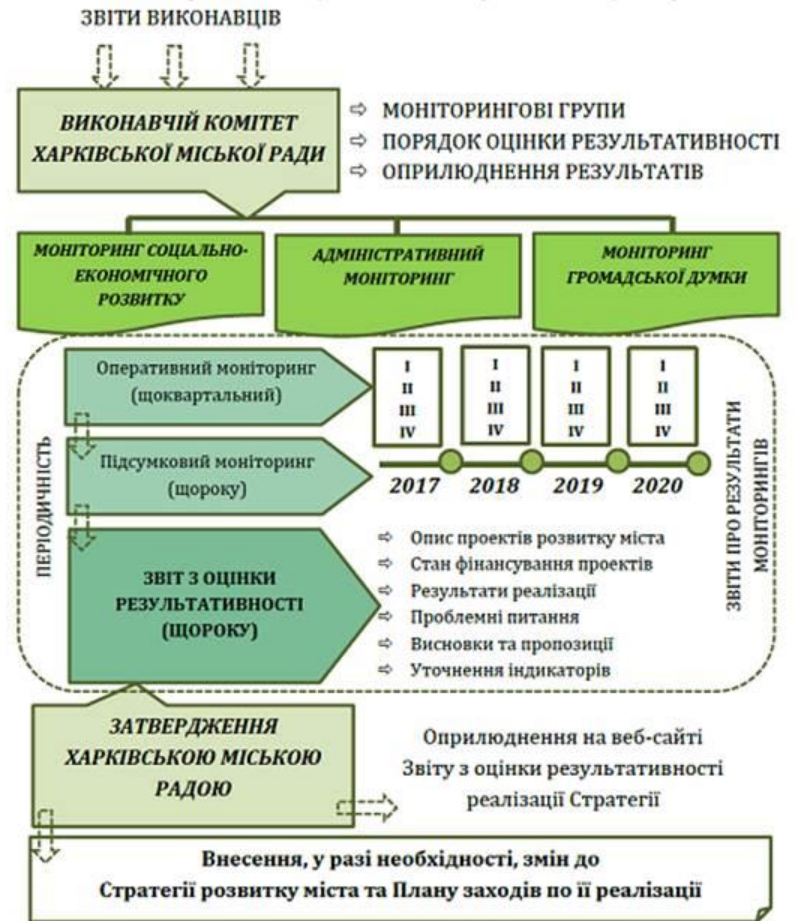 ЗВІТИ ВИКОНАВЦІВ
ВИКОНАВЧІЙ КОМІТЕТ
ХАРКІВСЬКОЇ МІСЬКОЇ РАДИ
⇨ МОНІТОРИНГОВІ ГРУПИ
⇨ ПОРЯДОК ОЦІНКИ РЕЗУЛЬТАТИВНОСТІ
⇨ ОПРИЛЮДНЕННЯ РЕЗУЛЬТАТІВ
МОНІТОРИНГ СОЦІАЛЬНО-
ЕКОНОМІЧНОГО
РОЗВИТКУ
АДМІНІСТРАТИВНИЙ
МОНІТОРИНГ
МОНІТОРИНГ
ГРОМАДСЬКОЇ ДУМКИ
ПЕРІОДИЧНІСТЬ
Оперативний моніторинг
(щоквартальний)
I
II
III
IV
I
II
III
IV
I
II
III
IV
I
II
III
IV
Підсумковий моніторинг
(щороку)
2017 2018 2019 2020
ЗВІТ З ОЦІНКИ
РЕЗУЛЬТАТИВНОСТІ
(ЩОРОКУ)
⇨ Опис проектів розвитку міста
⇨ Стан фінансування проектів
⇨ Результати реалізації
⇨ Проблемні питання
⇨ Висновки та пропозиції
⇨ Уточнення індикаторів
ЗВІТИ ПРО РЕЗУЛЬТАТИ
МОНІТОРИНГІВ
ЗАТВЕРДЖЕННЯ
ХАРКІВСЬКОЮ МІСЬКОЮ
РАДОЮ
Оприлюднення на веб-сайті
Звіту з оцінки результативності
реалізації Стратегії
Внесення, у разі необхідності, змін до
Стратегії розвитку міста та Плану заходів по її реалізації